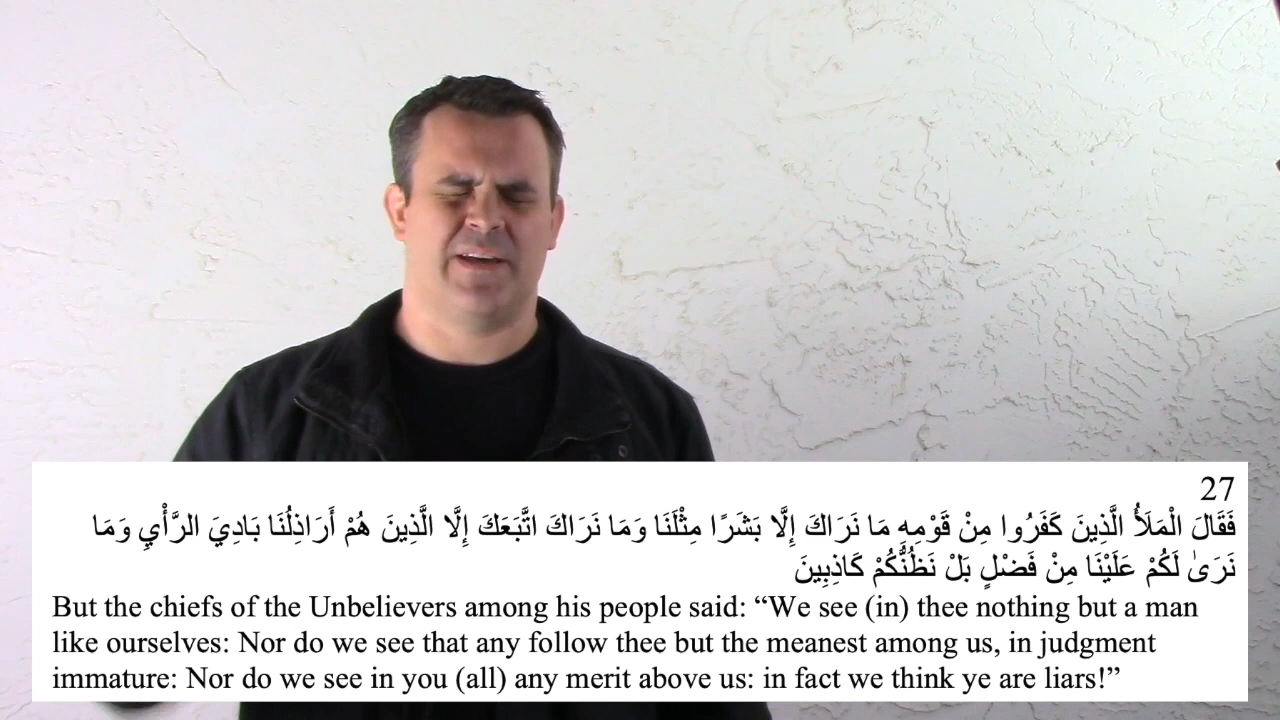 27
فَقَالَ الْمَلَأُ الَّذِينَ كَفَرُوا مِنْ قَوْمِهِ مَا نَرَاكَ إِلَّا بَشَرًا مِثْلَنَا وَمَا نَرَاكَ اتَّبَعَكَ إِلَّا الَّذِينَ هُمْ أَرَاذِلُنَا بَادِيَ الرَّأْيِ وَمَا
نَرَىٰ لَكُمْ عَلَيْنَا مِنْ فَضْلٍ بَلْ نَظُنُّكُمْ كَاذِبِينَ
But the chiefs of the Unbelievers among his people said: “We see (in) thee nothing but a man
like ourselves: Nor do we see that any follow thee but the meanest among us, in judgment
immature: Nor do we see in you (all) any merit above us: in fact we think ye are liars!”